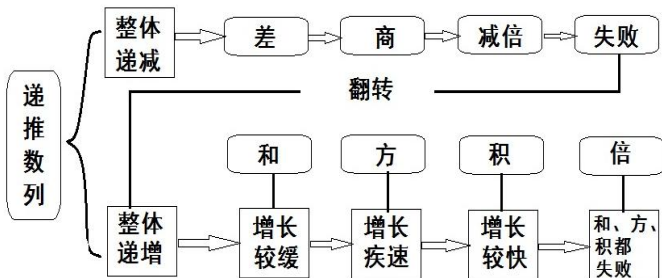 整体
递减
差
商
减倍
失败
翻转
递
推
数
列
和
方
积
倍
整体
递增
增长
较缓
增长
疾速
增长
较快
和、方、
积都
失败